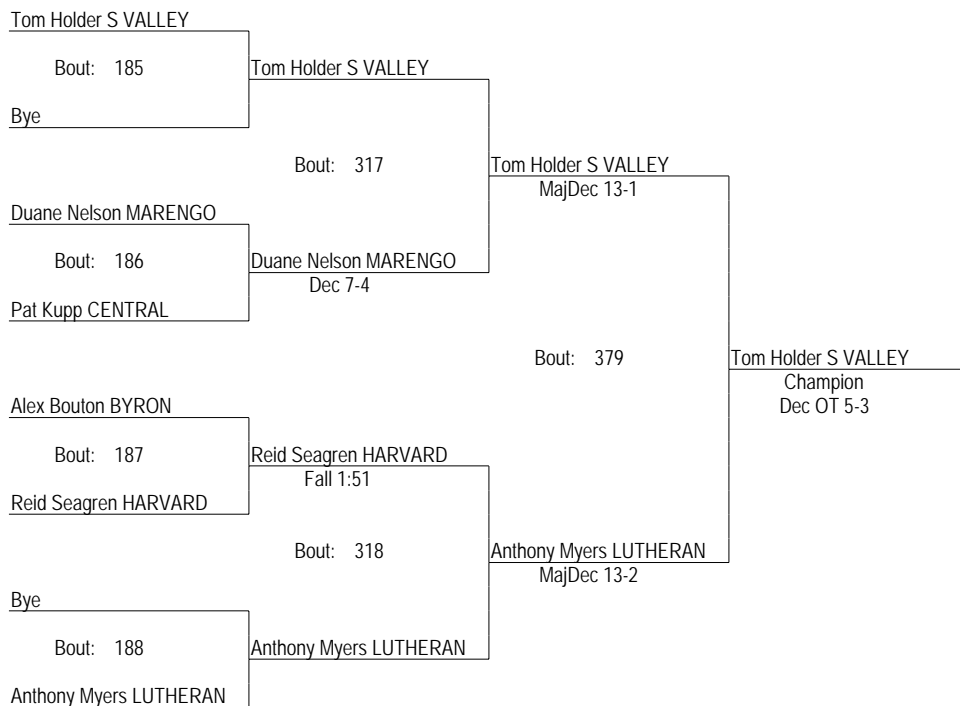 Tom Holder S VALLEY
Bout: 185
Tom Holder S VALLEY
Bye
Bout: 317
Tom Holder S VALLEY
MajDec 13-1
Duane Nelson MARENGO
Bout: 186
Duane Nelson MARENGO
Dec 7-4
Pat Kupp CENTRAL
Bout: 379
Tom Holder S VALLEY
Champion
Dec OT 5-3
Alex Bouton BYRON
Bout: 187
Reid Seagren HARVARD
Fall 1:51
Reid Seagren HARVARD
Bout: 318
Anthony Myers LUTHERAN
MajDec 13-2
Bye
Bout: 188
Anthony Myers LUTHERAN
Anthony Myers LUTHERAN